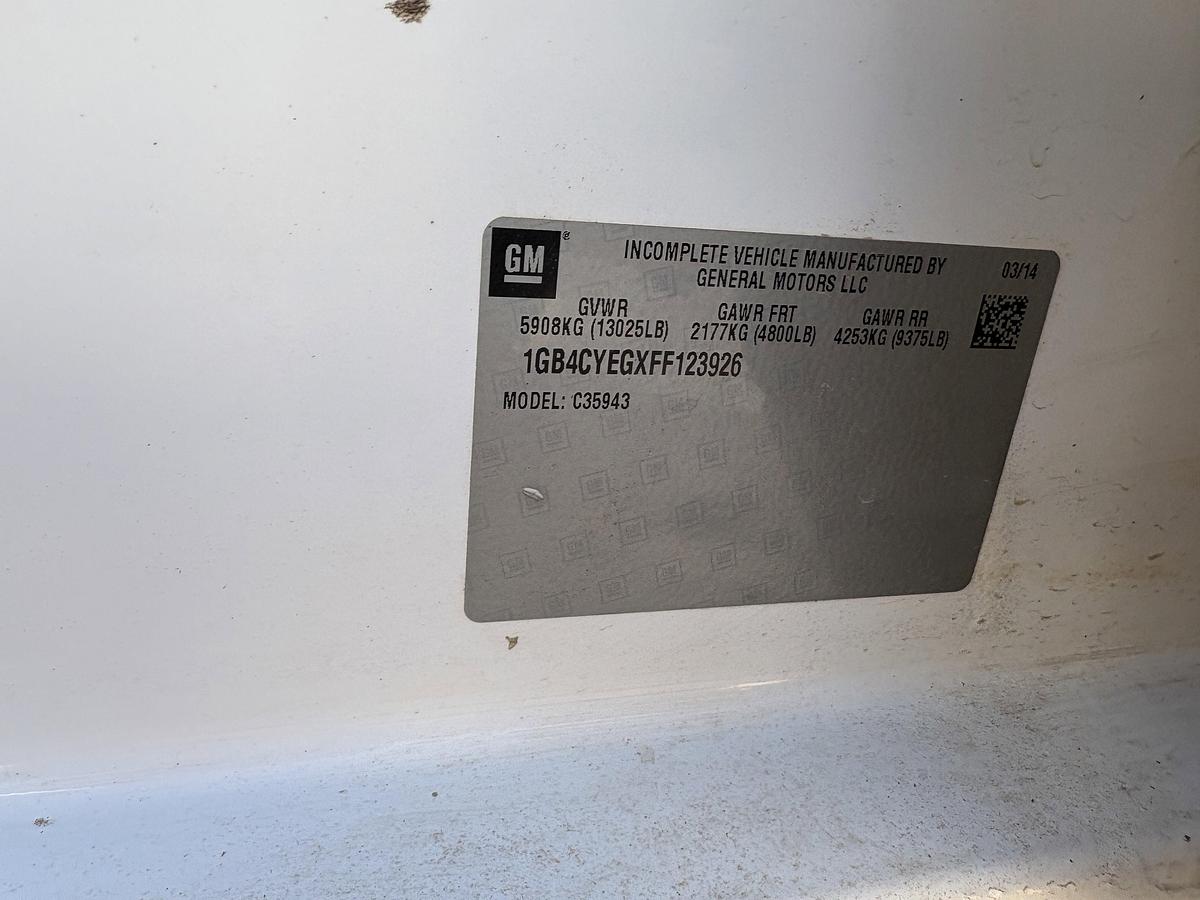 GM®
INCOMPLETE VEHICLE MANUFACTURED BY
GENERAL MOTORS LLC
03/14
GVWR GAWR FRT GAWR RR
5908KG (13025LB) 2177KG (4800LB) 4253KG (9375LB)
1GB4CYEGXFF123926
MODEL: C35943